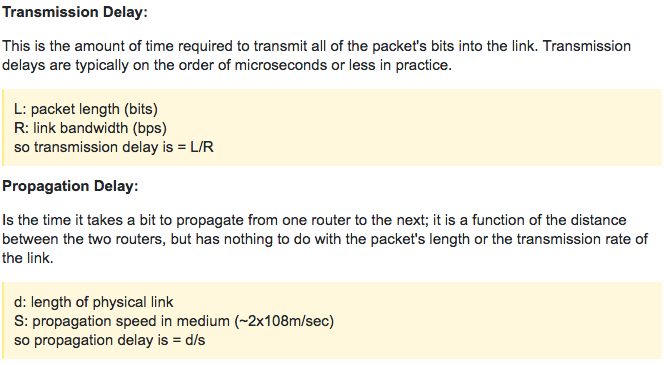 Transmission Delay:
This is the amount of time required to transmit all of the packet's bits into the link. Transmission
delays are typically on the order of microseconds or less in practice.
L: packet length (bits)
R: link bandwidth (bps)
so transmission delay is = L/R
Propagation Delay:
Is the time it takes a bit to propagate from one router to the next; it is a function of the distance
between the two routers, but has nothing to do with the packet's length or the transmission rate of
the link.
d: length of physical link
S: propagation speed in medium (~2x108m/sec)
so propagation delay is = d/s